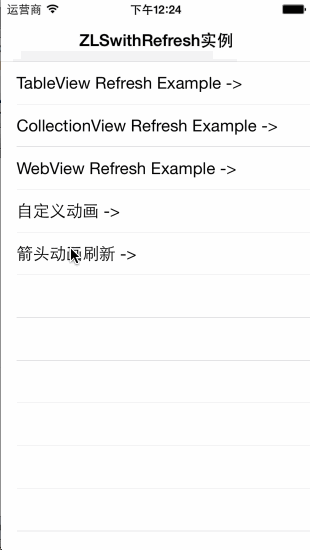 运营商 下午12:24
ZLSwithRefresh实例
TableView Refresh Example ->
CollectionView Refresh Example ->
WebView Refresh Example ->
自定义动画 ->
箭头动画刷新 ->